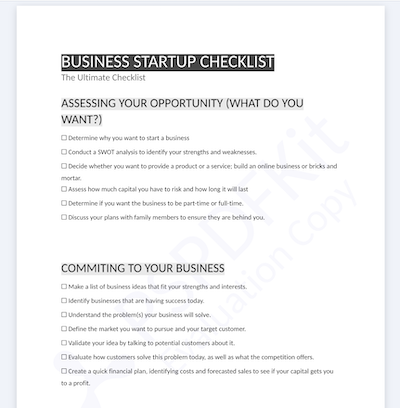 BUSINESS STARTUP CHECKLIST
The Ultimate Checklist
ASSESSING YOUR OPPORTUNITY (WHAT DO YOU
WANT?)
☐ Determine why you want to start a business
☐ Conduct a SWOT analysis to identify your strengths and weaknesses.
☐ Decide whether you want to provide a product or a service; build an online business or bricks and
mortar.
☐ Assess how much capital you have to risk and how long it will last
☐ Determine if you want the business to be part-time or full-time.
☐ Discuss your plans with family members to ensure they are behind you.
COMMITING TO YOUR BUSINESS
☐ Make a list of business ideas that fit your strengths and interests.
☐ Identify businesses that are having success today.
☐ Understand the problem(s) your business will solve.
☐ Define the market you want to pursue and your target customer.
☐ Validate your idea by talking to potential customers about it.
☐ Evaluate how customers solve this problem today, as well as what the competition offers.
☐ Create a quick financial plan, identifying costs and forecasted sales to see if your capital gets you
to a profit.
PDFKit
uation Copy